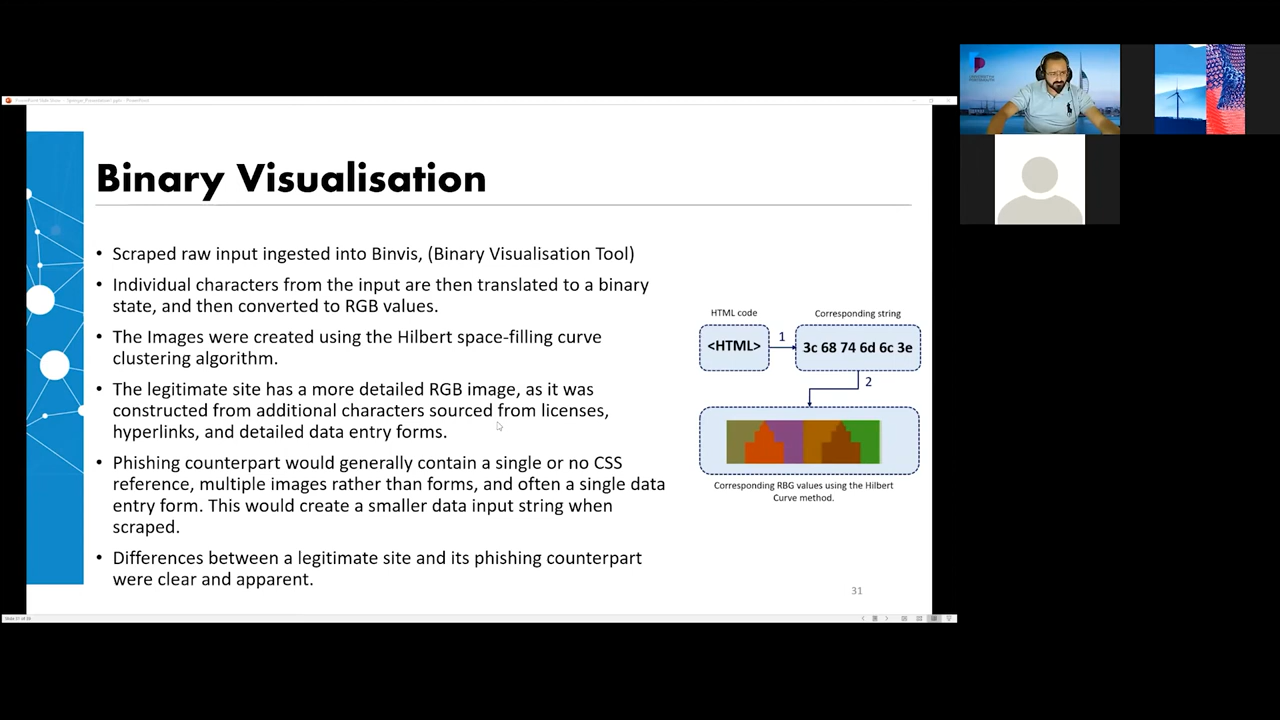 Binary Visualisation
• Scraped raw input ingested into Binvis, (Binary Visualisation Tool)
• Individual characters from the input are then translated to a binary
state, and then converted to RGB values.
• The Images were created using the Hilbert space-filling curve
clustering algorithm.
• The legitimate site has a more detailed RGB image, as it was
constructed from additional characters sourced from licenses,
hyperlinks, and detailed data entry forms.
• Phishing counterpart would generally contain a single or no CSS
reference, multiple images rather than forms, and often a single data
entry form. This would create a smaller data input string when
scraped.
• Differences between a legitimate site and its phishing counterpart
were clear and apparent.
HTML code
Corresponding string
<HTML>
1
3c 68 74 6d 6c 3e
2
Corresponding RBG values using the Hilbert
Curve method.
31